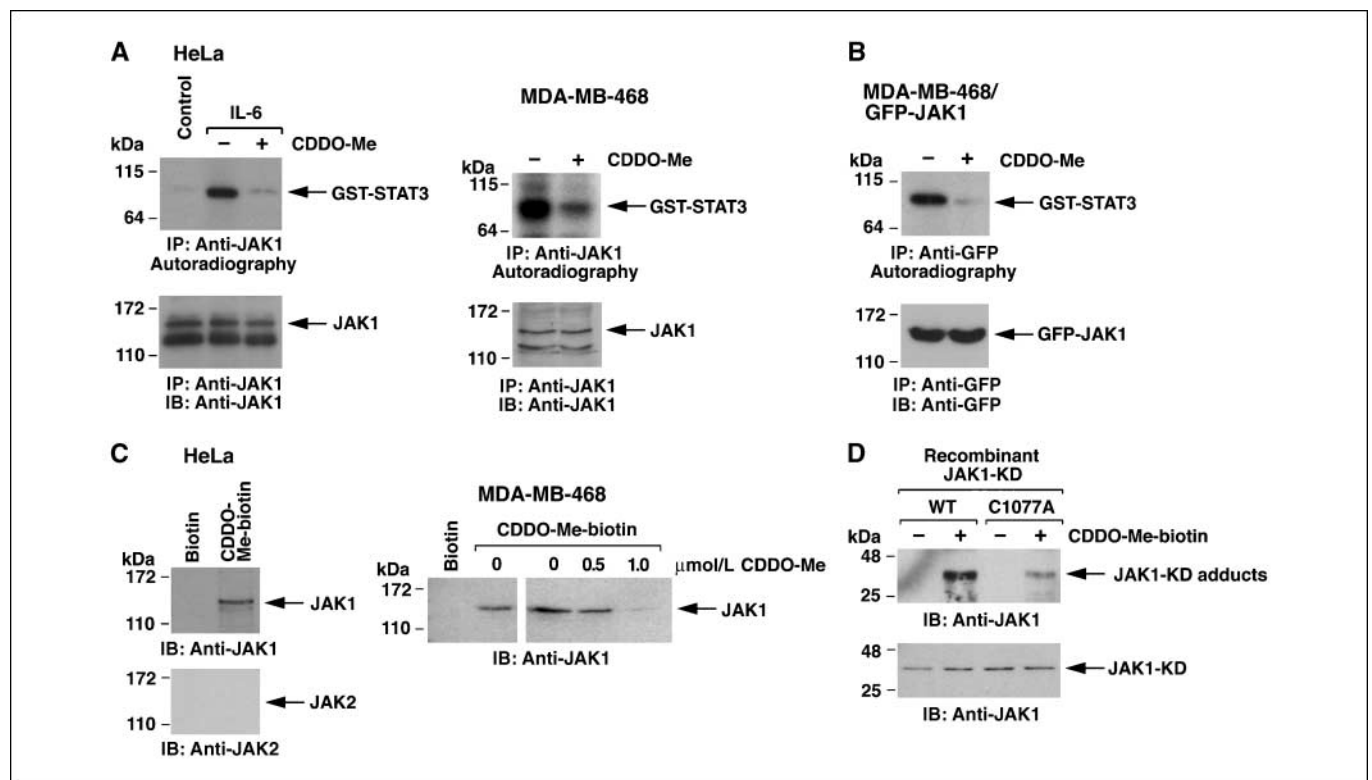 A HeLa
Control
IL-6
kDa
− + CDDO-Me
115
GST-STAT3
64
IP: Anti-JAK1
Autoradiography
172
JAK1
110
IP: Anti-JAK1
IB: Anti-JAK1
MDA-MB-468
kDa − + CDDO-Me
115
GST-STAT3
64
IP: Anti-JAK1
Autoradiography
172
JAK1
110
IP: Anti-JAK1
IB: Anti-JAK1
B
MDA-MB-468/
GFP-JAK1
kDa − + CDDO-Me
115
GST-STAT3
64
IP: Anti-GFP
Autoradiography
172
GFP-JAK1
110
IP: Anti-GFP
IB: Anti-GFP
C HeLa
Biotin
CDDO-
Me-biotin
kDa
172
JAK1
110
IB: Anti-JAK1
172
JAK2
110
IB: Anti-JAK2
MDA-MB-468
Biotin
CDDO-Me-biotin
kDa 0 0 0.5 1.0 μmol/L CDDO-Me
172
JAK1
110
IB: Anti-JAK1
D Recombinant
JAK1-KD
WT C1077A
kDa − + − + CDDO-Me-biotin
48
JAK1-KD adducts
25
IB: Anti-JAK1
48
JAK1-KD
25
IB: Anti-JAK1